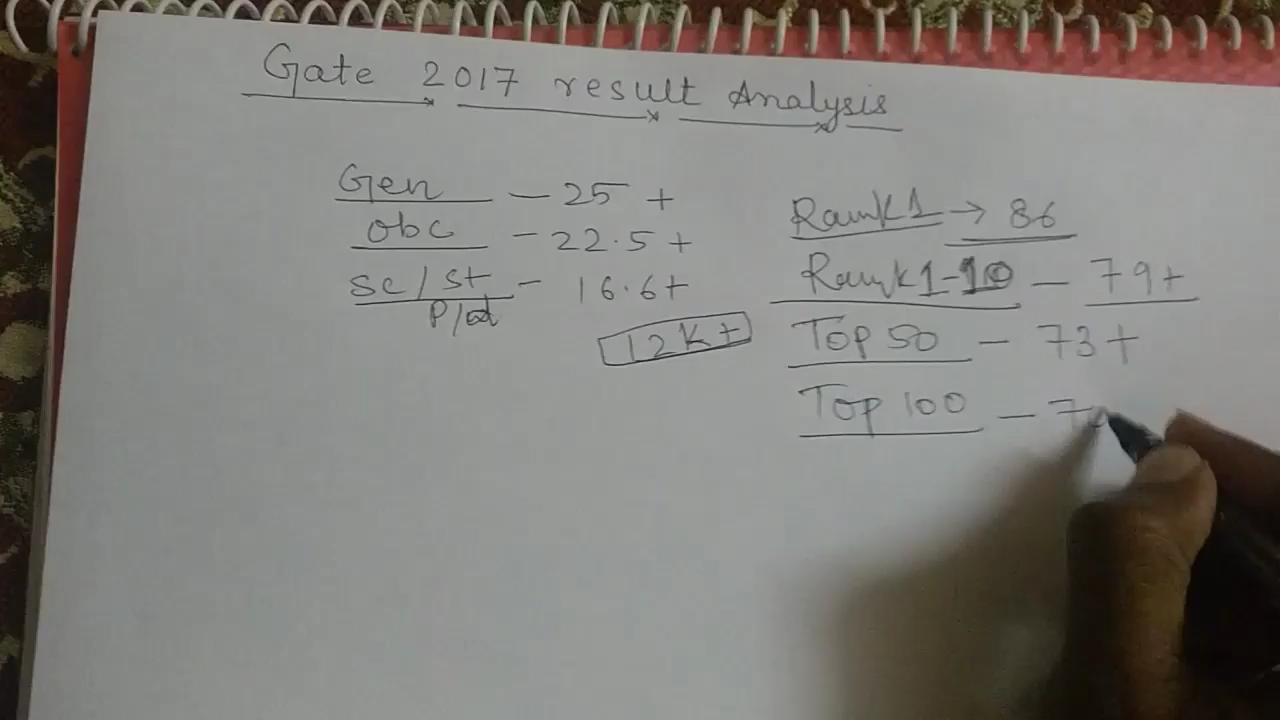 Gate 2017 result Analysis
Gen - 25 +
obc - 22.5 +
Sc / St - 16.6+
12K+
Rank1 → 86
Rank1-10 - 79+
Top 50 - 73+
Top 100 - 7